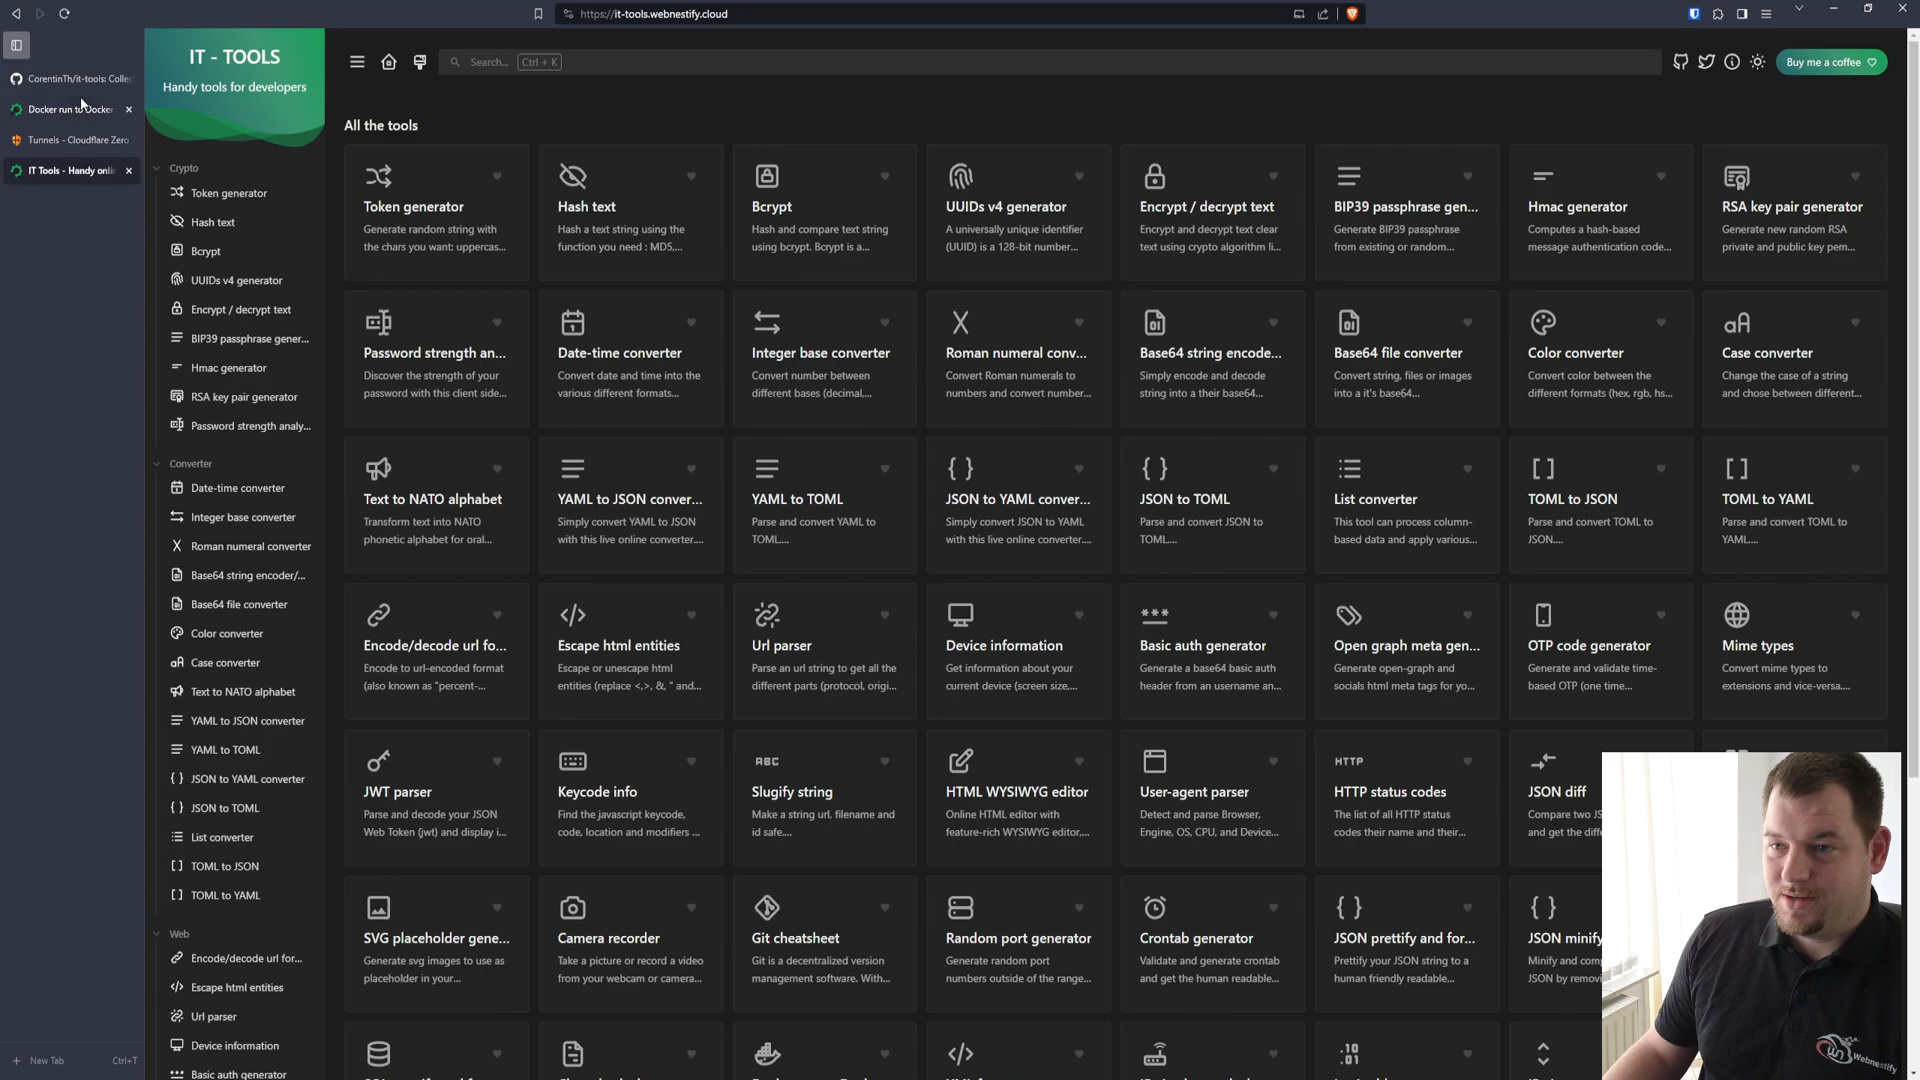 https://it-tools.webnestify.cloud
CorentinTh/it-tools: Collec
Docker run to Docker
Tunnels - Cloudflare Zero
IT Tools - Handy onli
New Tab
Ctrl+T
IT - TOOLS
Handy tools for developers
Crypto
Token generator
Hash text
Bcrypt
UUIDs v4 generator
Encrypt / decrypt text
BIP39 passphrase gener...
Hmac generator
RSA key pair generator
Password strength analy...
Converter
Date-time converter
Integer base converter
Roman numeral converter
Base64 string encoder/...
Base64 file converter
Color converter
Case converter
Text to NATO alphabet
YAML to JSON converter
YAML to TOML
JSON to YAML converter
JSON to TOML
List converter
TOML to JSON
TOML to YAML
Web
Encode/decode url for...
Escape html entities
Url parser
Device information
Basic auth generator
Search...
Ctrl + K
Buy me a coffee
All the tools
Token generator
Generate random string with
the chars you want: uppercas...
Hash text
Hash a text string using the
function you need : MD5,...
Bcrypt
Hash and compare text string
using bcrypt. Bcrypt is a...
UUIDs v4 generator
A universally unique identifier
(UUID) is a 128-bit number...
Encrypt / decrypt text
Encrypt and decrypt text clear
text using crypto algorithm li...
BIP39 passphrase gen...
Generate BIP39 passphrase
from existing or random...
Hmac generator
Computes a hash-based
message authentication code...
RSA key pair generator
Generate new random RSA
private and public key pem...
Password strength an...
Discover the strength of your
password with this client side...
Date-time converter
Convert date and time into the
various different formats...
Integer base converter
Convert number between
different bases (decimal,...
Roman numeral conv...
Convert Roman numerals to
numbers and convert number...
Base64 string encode...
Simply encode and decode
string into a their base64...
Base64 file converter
Convert string, files or images
into a it's base64...
Color converter
Convert color between the
different formats (hex, rgb, hs...
Case converter
Change the case of a string
and chose between different...
Text to NATO alphabet
Transform text into NATO
phonetic alphabet for oral...
YAML to JSON conver...
Simply convert YAML to JSON
with this live online converter....
YAML to TOML
Parse and convert YAML to
TOML....
JSON to YAML conver...
Simply convert JSON to YAML
with this live online converter....
JSON to TOML
Parse and convert JSON to
TOML....
List converter
This tool can process column-
based data and apply various...
TOML to JSON
Parse and convert TOML to
JSON....
TOML to YAML
Parse and convert TOML to
YAML....
Encode/decode url fo...
Encode to url-encoded format
(also known as "percent-...
Escape html entities
Escape or unescape html
entities (replace <,>, &, " and...
Url parser
Parse an url string to get all the
different parts (protocol, origi...
Device information
Get information about your
current device (screen size,...
Basic auth generator
Generate a base64 basic auth
header from an username an...
Open graph meta gen...
Generate open-graph and
socials html meta tags for yo...
OTP code generator
Generate and validate time-
based OTP (one time...
Mime types
Convert mime types to
extensions and vice-versa....
JWT parser
Parse and decode your JSON
Web Token (jwt) and display i...
Keycode info
Find the javascript keycode,
code, location and modifiers ...
ABC
Slugify string
Make a string url, filename and
id safe....
HTML WYSIWYG editor
Online HTML editor with
feature-rich WYSIWYG editor,...
User-agent parser
Detect and parse Browser,
Engine, OS, CPU, and Device...
HTTP
HTTP status codes
The list of all HTTP status
codes their name and their...
JSON diff
Compare two JS
and get the diffe
SVG placeholder gene...
Generate svg images to use as
placeholder in your...
Camera recorder
Take a picture or record a video
from your webcam or camera...
Git cheatsheet
Git is a decentralized version
management software. With...
Random port generator
Generate random port
numbers outside of the range...
Crontab generator
Validate and generate crontab
and get the human readable...
JSON prettify and for...
Prettify your JSON string to a
human friendly readable...
JSON minify
Minify and comp
JSON by removi
Webnestify